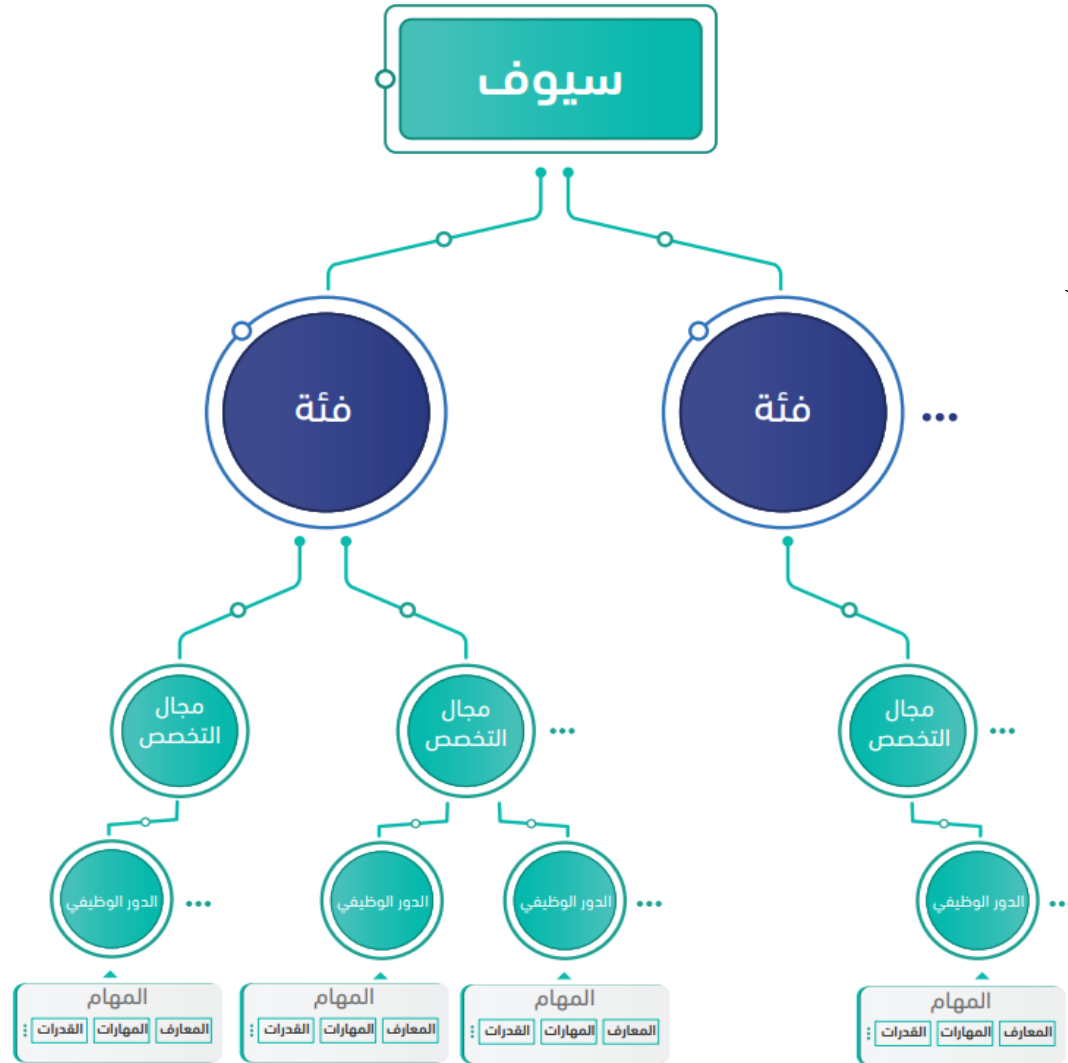 سيوف
فئة
فئة
مجال
التخصص
مجال
التخصص
مجال
التخصص
الدور الوظيفي
الدور الوظيفي
الدور الوظيفي
الدور الوظيفي
المهام
المعارف المهارات القدرات
المهام
المعارف المهارات القدرات
المهام
المعارف المهارات القدرات
المهام
المعارف المهارات القدرات